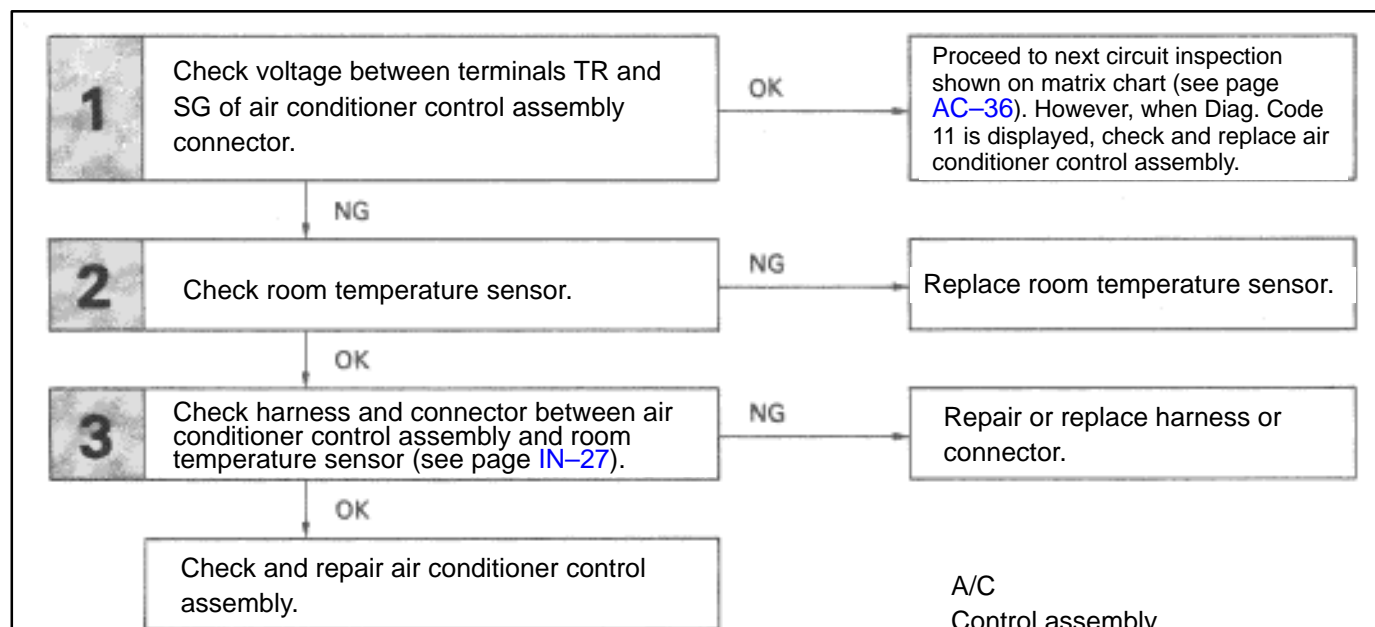 1
Check voltage between terminals TR and
SG of air conditioner control assembly
connector.
OK
Proceed to next circuit inspection
shown on matrix chart (see page
AC–36). However, when Diag. Code
11 is displayed, check and replace air
conditioner control assembly.
NG
2
Check room temperature sensor.
NG
Replace room temperature sensor.
OK
3
Check harness and connector between air
conditioner control assembly and room
temperature sensor (see page IN–27).
NG
Repair or replace harness or
connector.
OK
Check and repair air conditioner control
assembly.
A/C
Control assembly